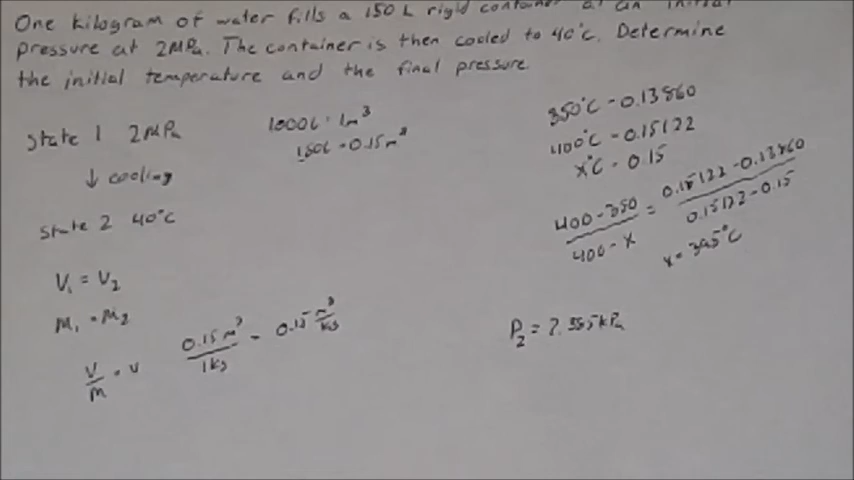 One kilogram of water fills a 150 L rigid container at an initial
pressure at 2MPa. The container is then cooled to 40°C. Determine
the initial temperature and the final pressure.
State 1 2MPa
↓ cooling
State 2 40°C
1000L = 1m³
150L = 0.15m³
V₁ = V₂
M₁ = M₂
V/m = v 0.15m³/1kg = 0.15 m³/kg
350°C - 0.13860
400°C - 0.15122
x°C - 0.15
400-350/400-x = 0.15122-0.13860/0.15122-0.15
x = 395°C
P₂ = 7.385kPa